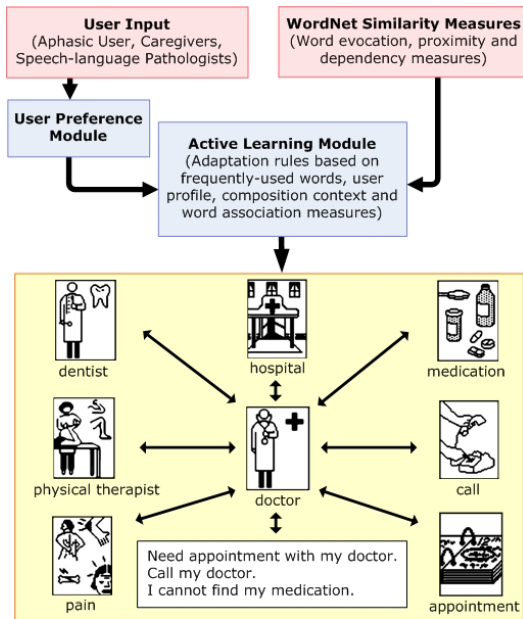 User Input
(Aphasic User, Caregivers,
Speech-language Pathologists)
WordNet Similarity Measures
(Word evocation, proximity and
dependency measures)
User Preference
Module
Active Learning Module
(Adaptation rules based on
frequently-used words, user
profile, composition context and
word association measures)
dentist
hospital
medication
physical therapist
doctor
call
pain
Need appointment with my doctor.
Call my doctor.
I cannot find my medication.
appointment